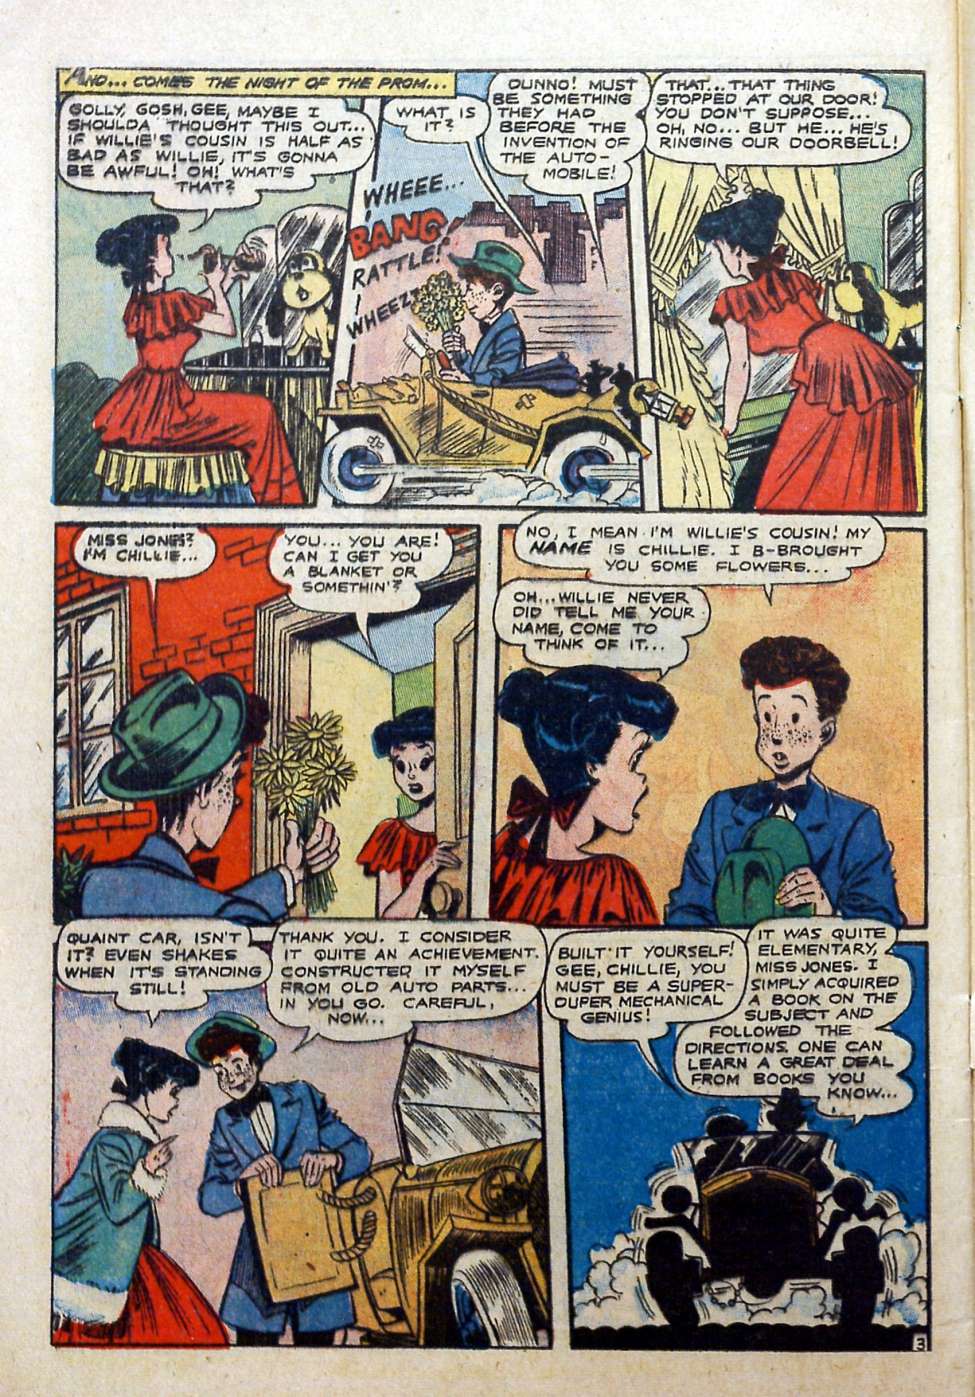 AND... COMES THE NIGHT OF THE PROM...
GOLLY, GOSH, GEE, MAYBE I
SHOULDA THOUGHT THIS OUT...
IF WILLIE'S COUSIN IS HALF AS
BAD AS WILLIE, IT'S GONNA
BE AWFUL! OH! WHAT'S
THAT?
WHAT IS
IT?
DUNNO! MUST
BE SOMETHING
THEY HAD
BEFORE THE
INVENTION OF
THE AUTO-
MOBILE!
WHEEE...
BANG
RATTLE!
WHEEZ
THAT... THAT THING
STOPPED AT OUR DOOR!
YOU DON'T SUPPOSE...
OH, NO... BUT HE... HE'S
RINGING OUR DOORBELL!
MISS JONES?
I'M CHILLIE...
YOU... YOU ARE!
CAN I GET YOU
A BLANKET OR
SOMETHIN'?
NO, I MEAN I'M WILLIE'S COUSIN! MY
NAME IS CHILLIE. I B-BROUGHT
YOU SOME FLOWERS...
OH... WILLIE NEVER
DID TELL ME YOUR
NAME, COME TO
THINK OF IT...
QUAINT CAR, ISN'T
IT? EVEN SHAKES
WHEN IT'S STANDING
STILL!
THANK YOU. I CONSIDER
IT QUITE AN ACHIEVEMENT.
CONSTRUCTED IT MYSELF
FROM OLD AUTO PARTS...
IN YOU GO. CAREFUL,
NOW...
BUILT IT YOURSELF!
GEE, CHILLIE, YOU
MUST BE A SUPER-
DUPER MECHANICAL
GENIUS!
IT WAS QUITE
ELEMENTARY,
MISS JONES. I
SIMPLY ACQUIRED
A BOOK ON THE
SUBJECT AND
FOLLOWED THE
DIRECTIONS. ONE CAN
LEARN A GREAT DEAL
FROM BOOKS YOU
KNOW...
3